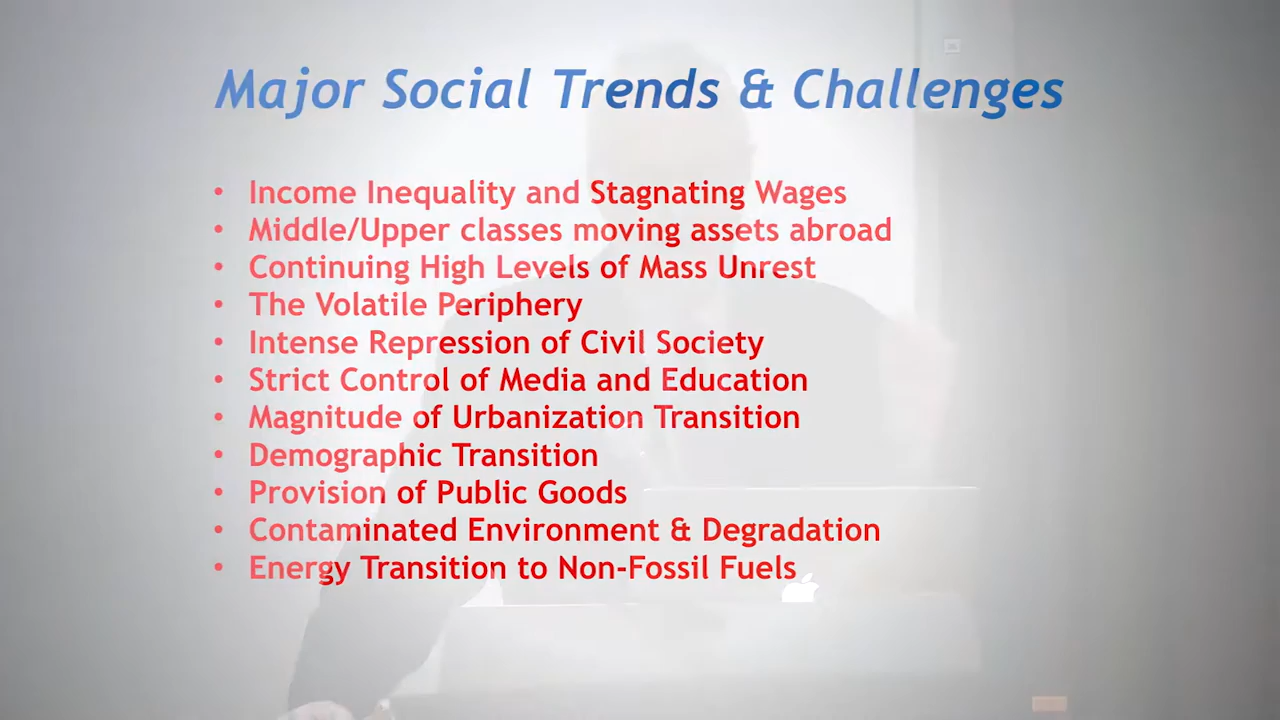 Major Social Trends & Challenges
• Income Inequality and Stagnating Wages
• Middle/Upper classes moving assets abroad
• Continuing High Levels of Mass Unrest
• The Volatile Periphery
• Intense Repression of Civil Society
• Strict Control of Media and Education
• Magnitude of Urbanization Transition
• Demographic Transition
• Provision of Public Goods
• Contaminated Environment & Degradation
• Energy Transition to Non-Fossil Fuels